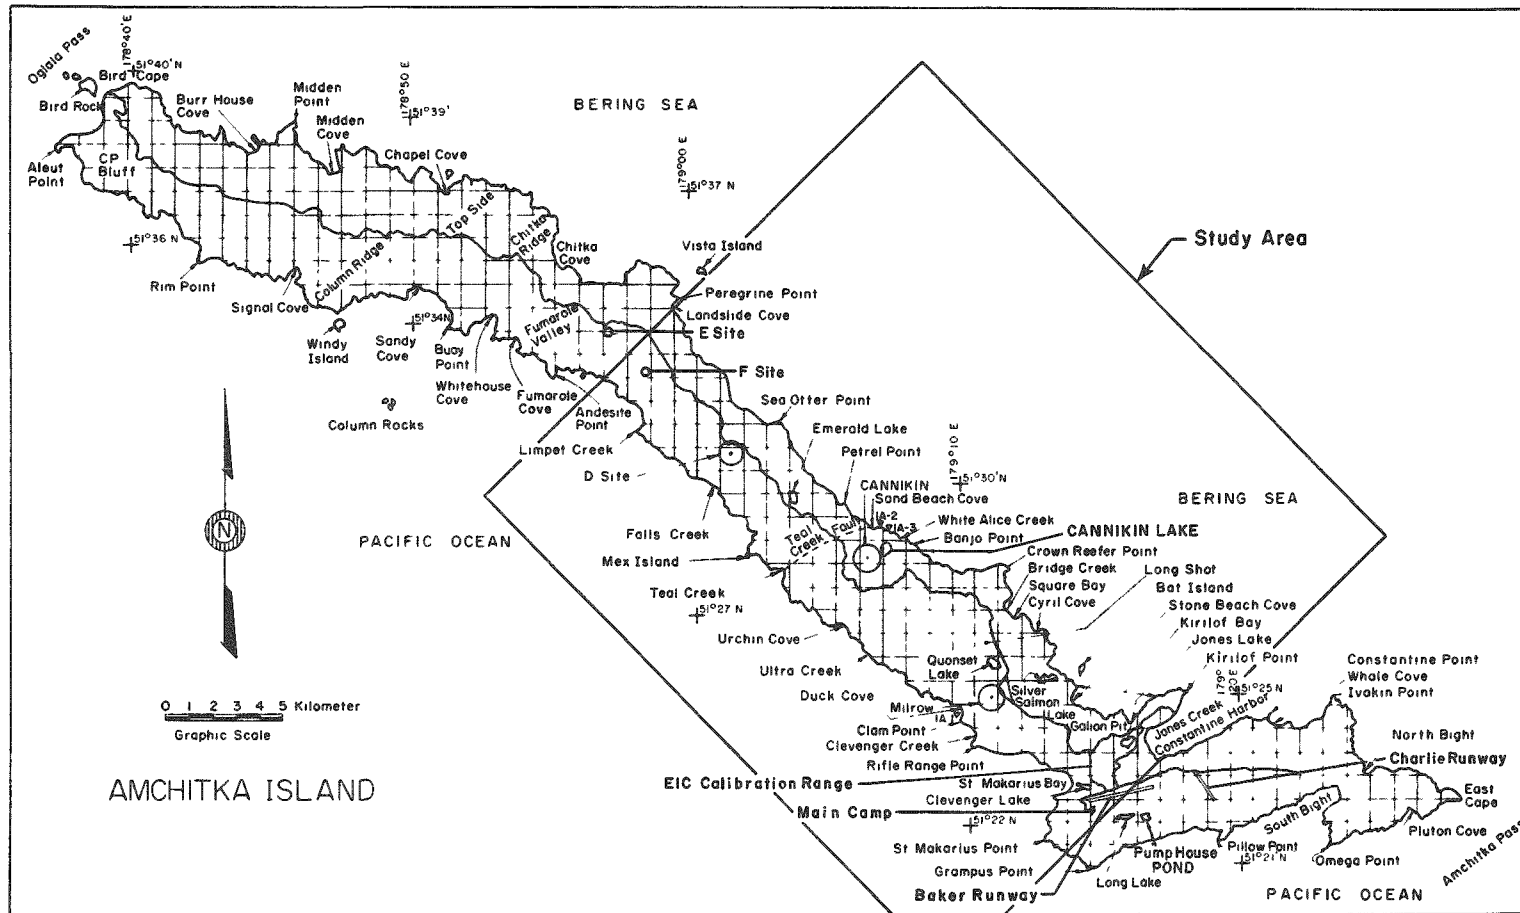 Oglala Pass
178°40' E
51°40' N
Bird Cape
Bird Rock
Burr House
Cove
Midden
Point
Midden
Cove
178°50' E
51°39'
BERING SEA
Aleut
Point
CP
Bluff
Chapel Cove
179°00 E
51°37 N
51°36 N
Top Side
Chitka
Ridge
Chitka
Cove
Vista Island
Study Area
Rim Point
Signal Cove
Column Ridge
Peregrine Point
Landslide Cove
51°34N
Windy
Island
Sandy
Cove
Buoy
Point
Whitehouse
Cove
Fumarole
Valley
E Site
F Site
Fumarole
Cove
Andesite
Point
Column Rocks
Sea Otter Point
Emerald Lake
Petrel Point
Limpet Creek
D Site
179°10 E
51°30'N
CANNIKIN
Sand Beach Cove
IA-2
IA-3
BERING SEA
White Alice Creek
Banjo Point
CANNIKIN LAKE
Falls Creek
Teal
Creek Fault
PACIFIC OCEAN
N
Mex Island
Crown Reefer Point
Bridge Creek
Square Bay
Cyril Cove
Long Shot
Bat Island
Stone Beach Cove
Kirilof Bay
Jones Lake
Kirilof Point
Teal Creek
51°27 N
Urchin Cove
Ultra Creek
Quonset
Lake
Duck Cove
179°
20' E
51°25 N
Constantine Point
Whale Cove
Ivakin Point
Milrow
IA
Silver
Salmon
Lake
Galion Pit
Jones Creek
Constantine Harbor
0 1 2 3 4 5 Kilometer
Graphic Scale
Clam Point
Clevenger Creek
North Bight
Rifle Range Point
Charlie Runway
AMCHITKA ISLAND
EIC Calibration Range
St Makarius Bay
Clevenger Lake
Main Camp
East
Cape
51°22 N
South Bight
Pluton Cove
St Makarius Point
Pump House
POND
Pillow Point
51°21'N
Omega Point
Amchitka Pass
Grampus Point
Long Lake
Baker Runway
PACIFIC OCEAN